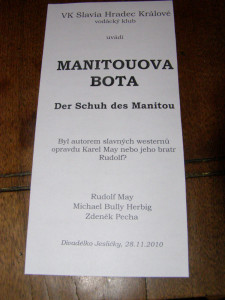 VK Slavia Hradec Králové
vodácký klub
uvádí
MANITOUOVA
BOTA
Der Schuh des Manitou
Byl autorem slavných westernů
opravdu Karel May nebo jeho bratr
Rudolf?
Rudolf May
Michael Bully Herbig
Zdeněk Pecha
Divadélko Jesličky, 28.11.2010